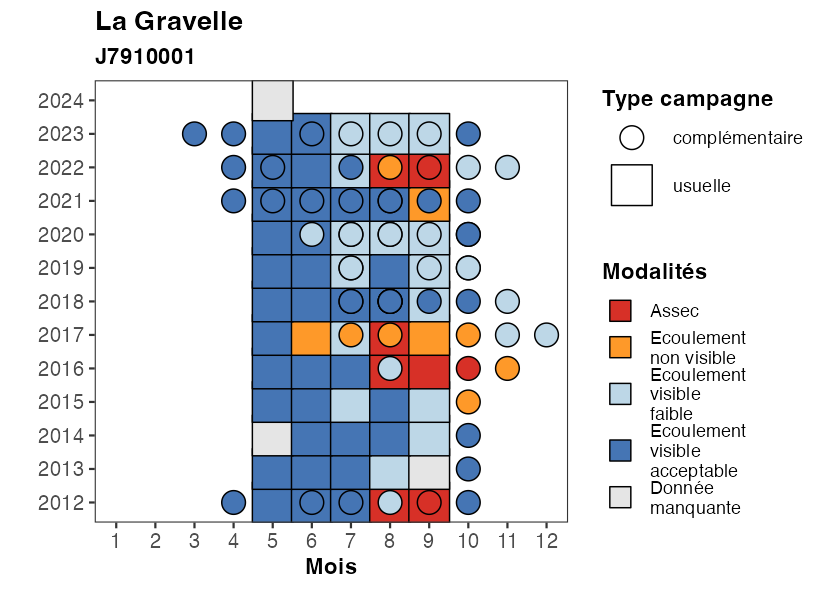 La Gravelle
J7910001
2024
2023
2022
2021
2020
2019
2018
2017
2016
2015
2014
2013
2012
1 2 3 4 5 6 7 8 9 10 11 12
Mois
Type campagne
complémentaire
usuelle
Modalités
Assec
Ecoulement
non visible
Ecoulement
visible
faible
Ecoulement
visible
acceptable
Donnée
manquante